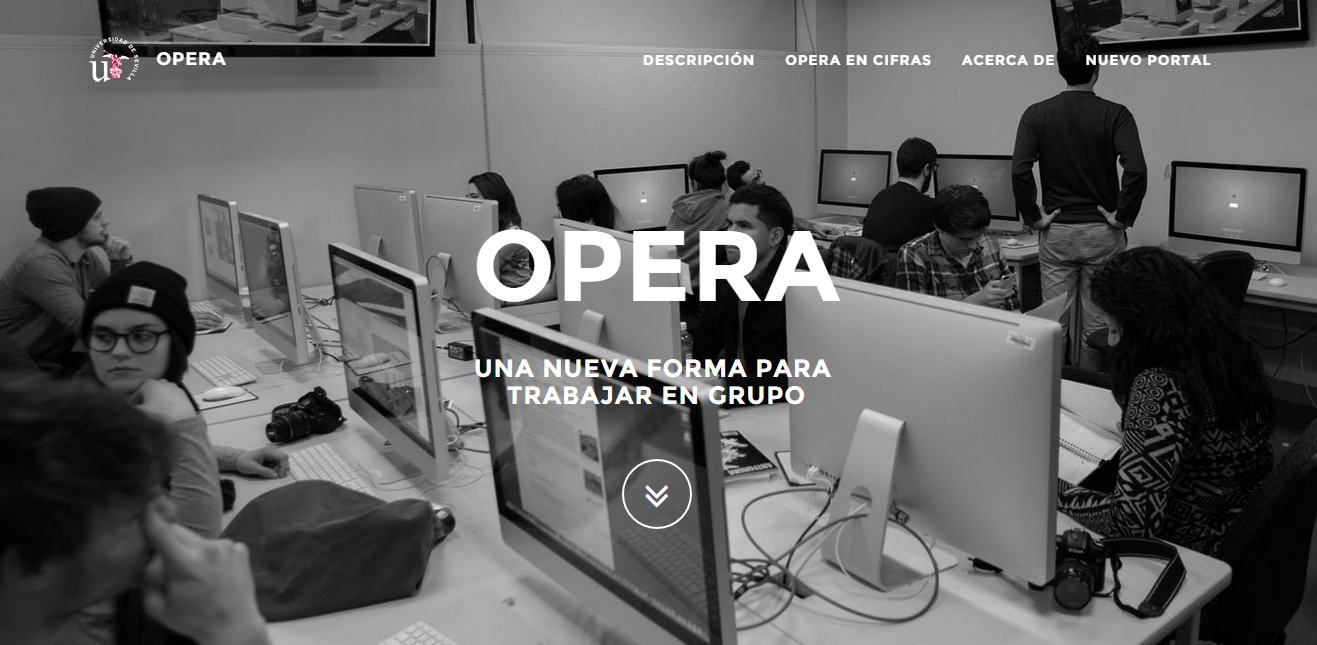 UNIVERSIDAD DE SEVILLA
OPERA
DESCRIPCIÓN
OPERA EN CIFRAS
ACERCA DE
NUEVO PORTAL
OPERA
UNA NUEVA FORMA PARA
TRABAJAR EN GRUPO